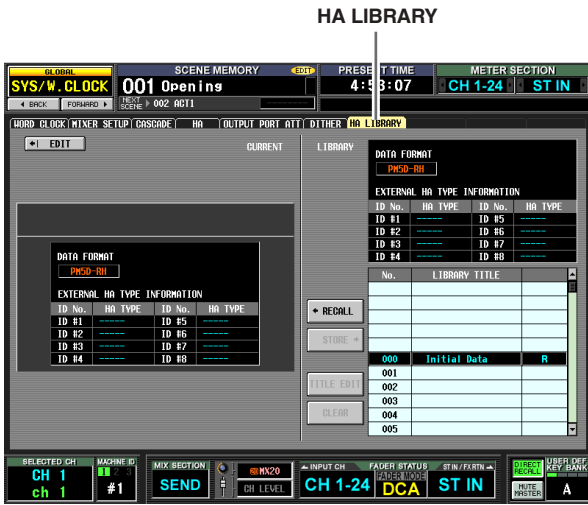 HA LIBRARY
GLOBAL
SYS/W.CLOCK
BACK FORWARD
SCENE MEMORY EDIT
001 Opening
NEXT SCENE 002 ACT1
PRESENT TIME
4:53:07
METER SECTION
CH 1-24 ST IN
WORD CLOCK MIXER SETUP CASCADE HA OUTPUT PORT ATT DITHER HA LIBRARY
EDIT CURRENT
DATA FORMAT
PM5D-RH
EXTERNAL HA TYPE INFORMATION
ID No. HA TYPE ID No. HA TYPE
ID #1 ----- ID #5 -----
ID #2 ----- ID #6 -----
ID #3 ----- ID #7 -----
ID #4 ----- ID #8 -----
LIBRARY
DATA FORMAT
PM5D-RH
EXTERNAL HA TYPE INFORMATION
ID No. HA TYPE ID No. HA TYPE
ID #1 ----- ID #5 -----
ID #2 ----- ID #6 -----
ID #3 ----- ID #7 -----
ID #4 ----- ID #8 -----
RECALL
STORE
TITLE EDIT
CLEAR
No. LIBRARY TITLE
000 Initial Data R
001
002
003
004
005
SELECTED CH
CH 1
ch 1
MACHINE ID
1 2 3
#1
MIX SECTION
SEND
MX20
CH LEVEL
INPUT CH FADER STATUS ST IN/FXRTN
CH 1-24
FADER MODE
DCA
ST IN
DIRECT RECALL
MUTE MASTER
USER DEF KEY BANK
A